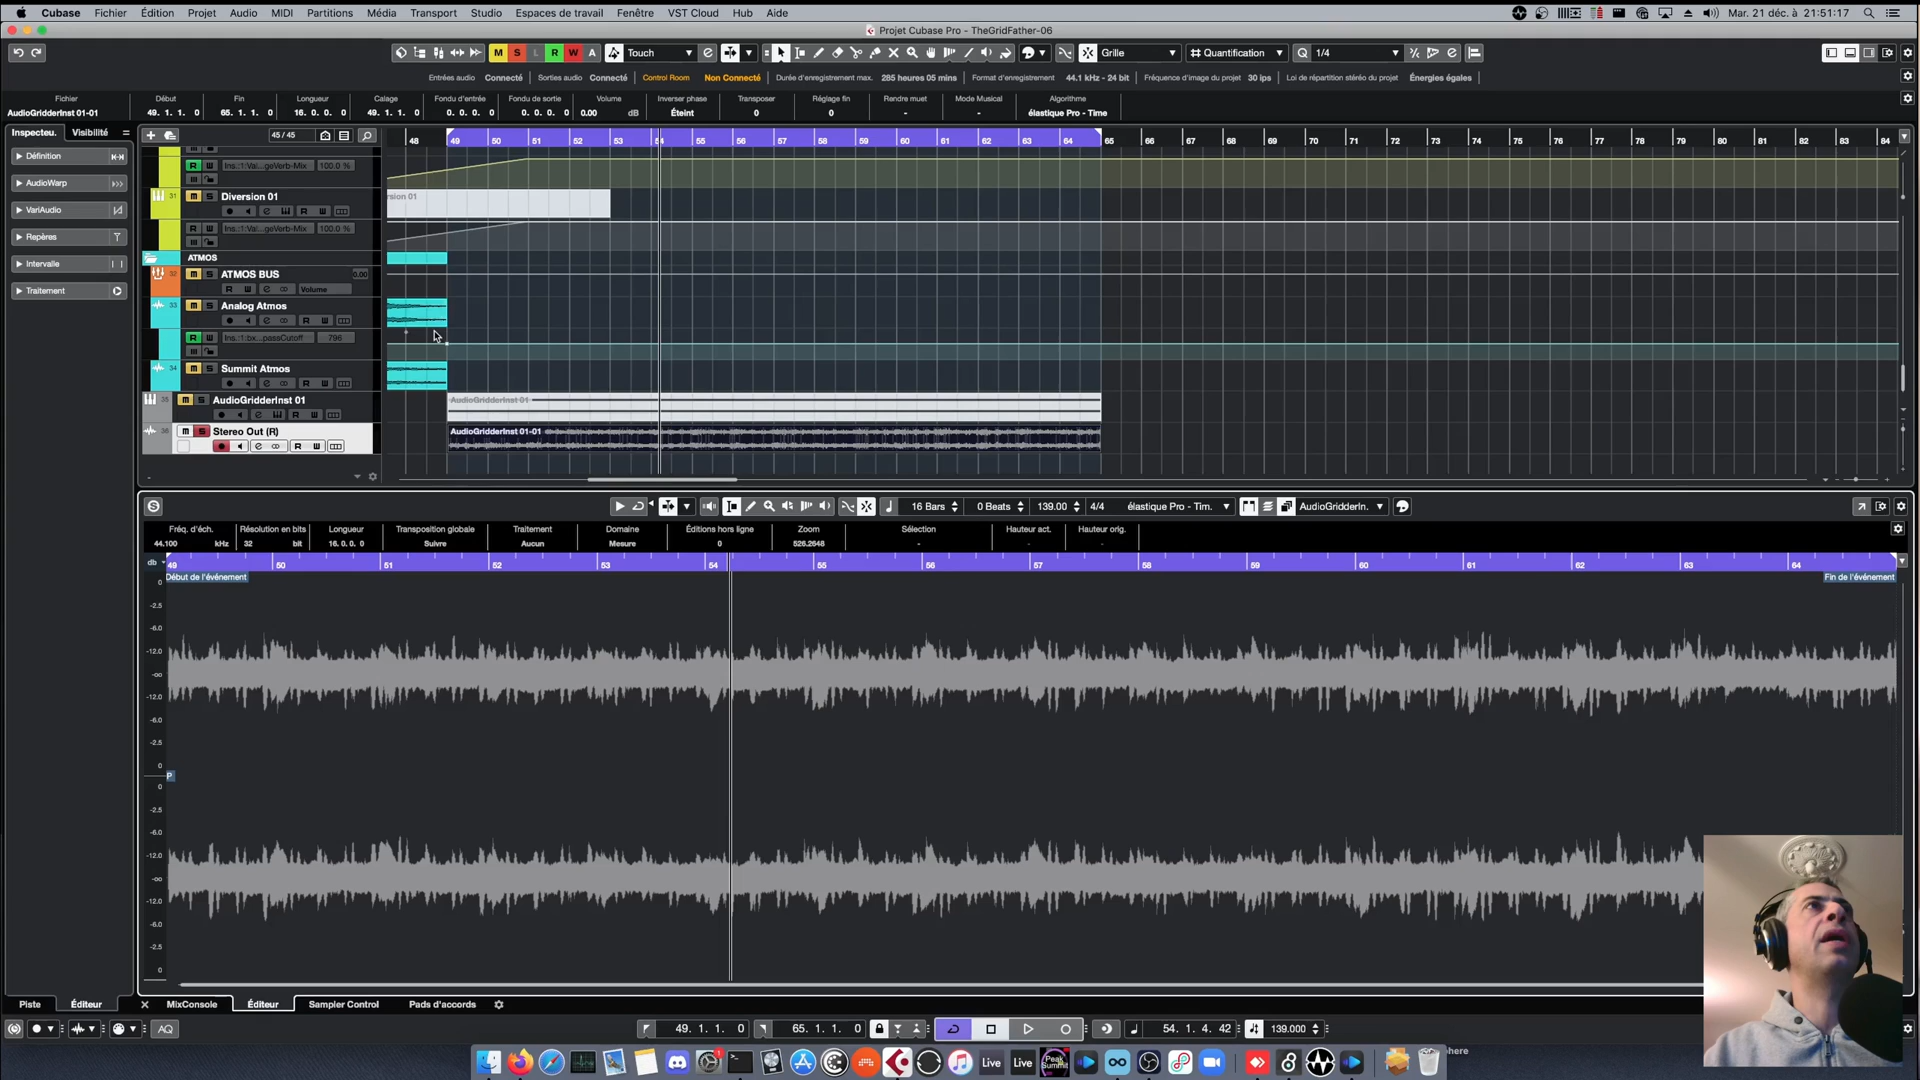 Cubase Fichier Édition Projet Audio MIDI Partitions Média Transport Studio Espaces de travail Fenêtre VST Cloud Hub Aide Mar. 21 déc. à 21:51:17
Projet Cubase Pro - TheGridFather-06
M S L R W A Touch Grille Quantification Q 1/4
Entrées audio Connecté Sorties audio Connecté Control Room Non Connecté Durée d'enregistrement max. 285 heures 05 mins Format d'enregistrement 44.1 kHz - 24 bit Fréquence d'image du projet 30 ips Loi de répartition stéréo du projet Énergies égales
Fichier Début Fin Longueur Calage Fondu d'entrée Fondu de sortie Volume Inverser phase Transposer Réglage fin Rendre muet Mode Musical Algorithme
AudioGridderInst 01-01 49. 1. 1. 0 65. 1. 1. 0 16. 0. 0. 0 49. 1. 1. 0 0. 0. 0. 0 0. 0. 0. 0 0.00 dB Éteint 0 0 - - élastique Pro - Time
Inspecteu. Visibilité 45 / 45 48 49 50 51 52 53 54 55 56 57 58 59 60 61 62 63 64 65 66 67 68 69 70 71 72 73 74 75 76 77 78 79 80 81 82 83 84
Définition
AudioWarp
VariAudio
Repères
Intervalle
Traitement
R W Ins.:1:Val...geVerb-Mix 100.0 %
31 M S Diversion 01
R W
R W Ins.:1:Val...geVerb-Mix 100.0 %
ATMOS
32 M S ATMOS BUS 0.00
R W Volume
33 M S Analog Atmos
R W
R W Ins.:1:bx...passCutoff 796
34 M S Summit Atmos
R W
35 M S AudioGridderInst 01 AudioGridderInst 01
R W
36 M S Stereo Out (R) AudioGridderInst 01-01
R W
S 16 Bars 0 Beats 139.00 4/4 élastique Pro - Tim. AudioGridderIn.
Fréq. d'éch. Résolution en bits Longueur Transposition globale Traitement Domaine Éditions hors ligne Zoom Sélection Hauteur act. Hauteur orig.
44.100 kHz 32 bit 16. 0. 0. 0 Suivre Aucun Mesure 0 526.2648 - - -
db 49 50 51 52 53 54 55 56 57 58 59 60 61 62 63 64
Début de l'événement Fin de l'événement
0
-2.5
-6.0
-12.0
-∞
-12.0
-6.0
-2.5
0
P
0
-2.5
-6.0
-12.0
-∞
-12.0
-6.0
-2.5
0
Piste Éditeur MixConsole Éditeur Sampler Control Pads d'accords
AQ 49. 1. 1. 0 65. 1. 1. 0 54. 1. 4. 42 139.000
Live Live Peak Summit